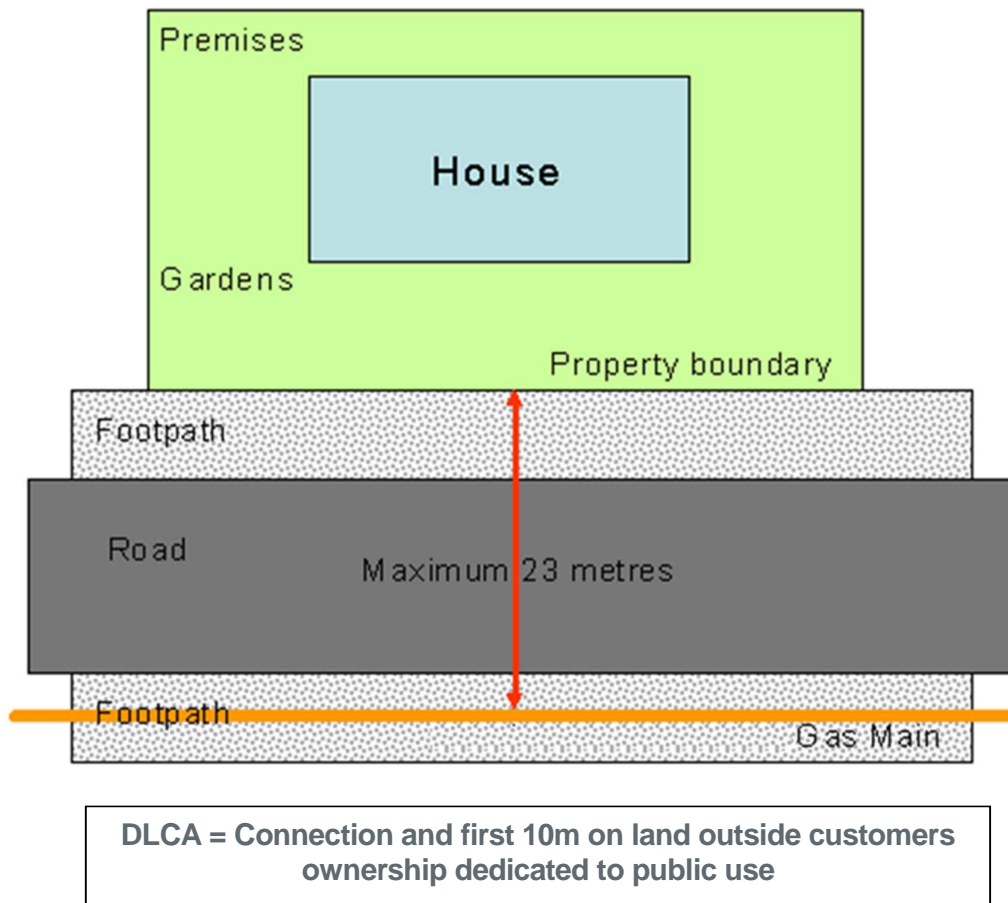 Premises
House
Gardens
Property boundary
Footpath
Road
Maximum 23 metres
Footpath
Gas Main
DLCA = Connection and first 10m on land outside customers
ownership dedicated to public use